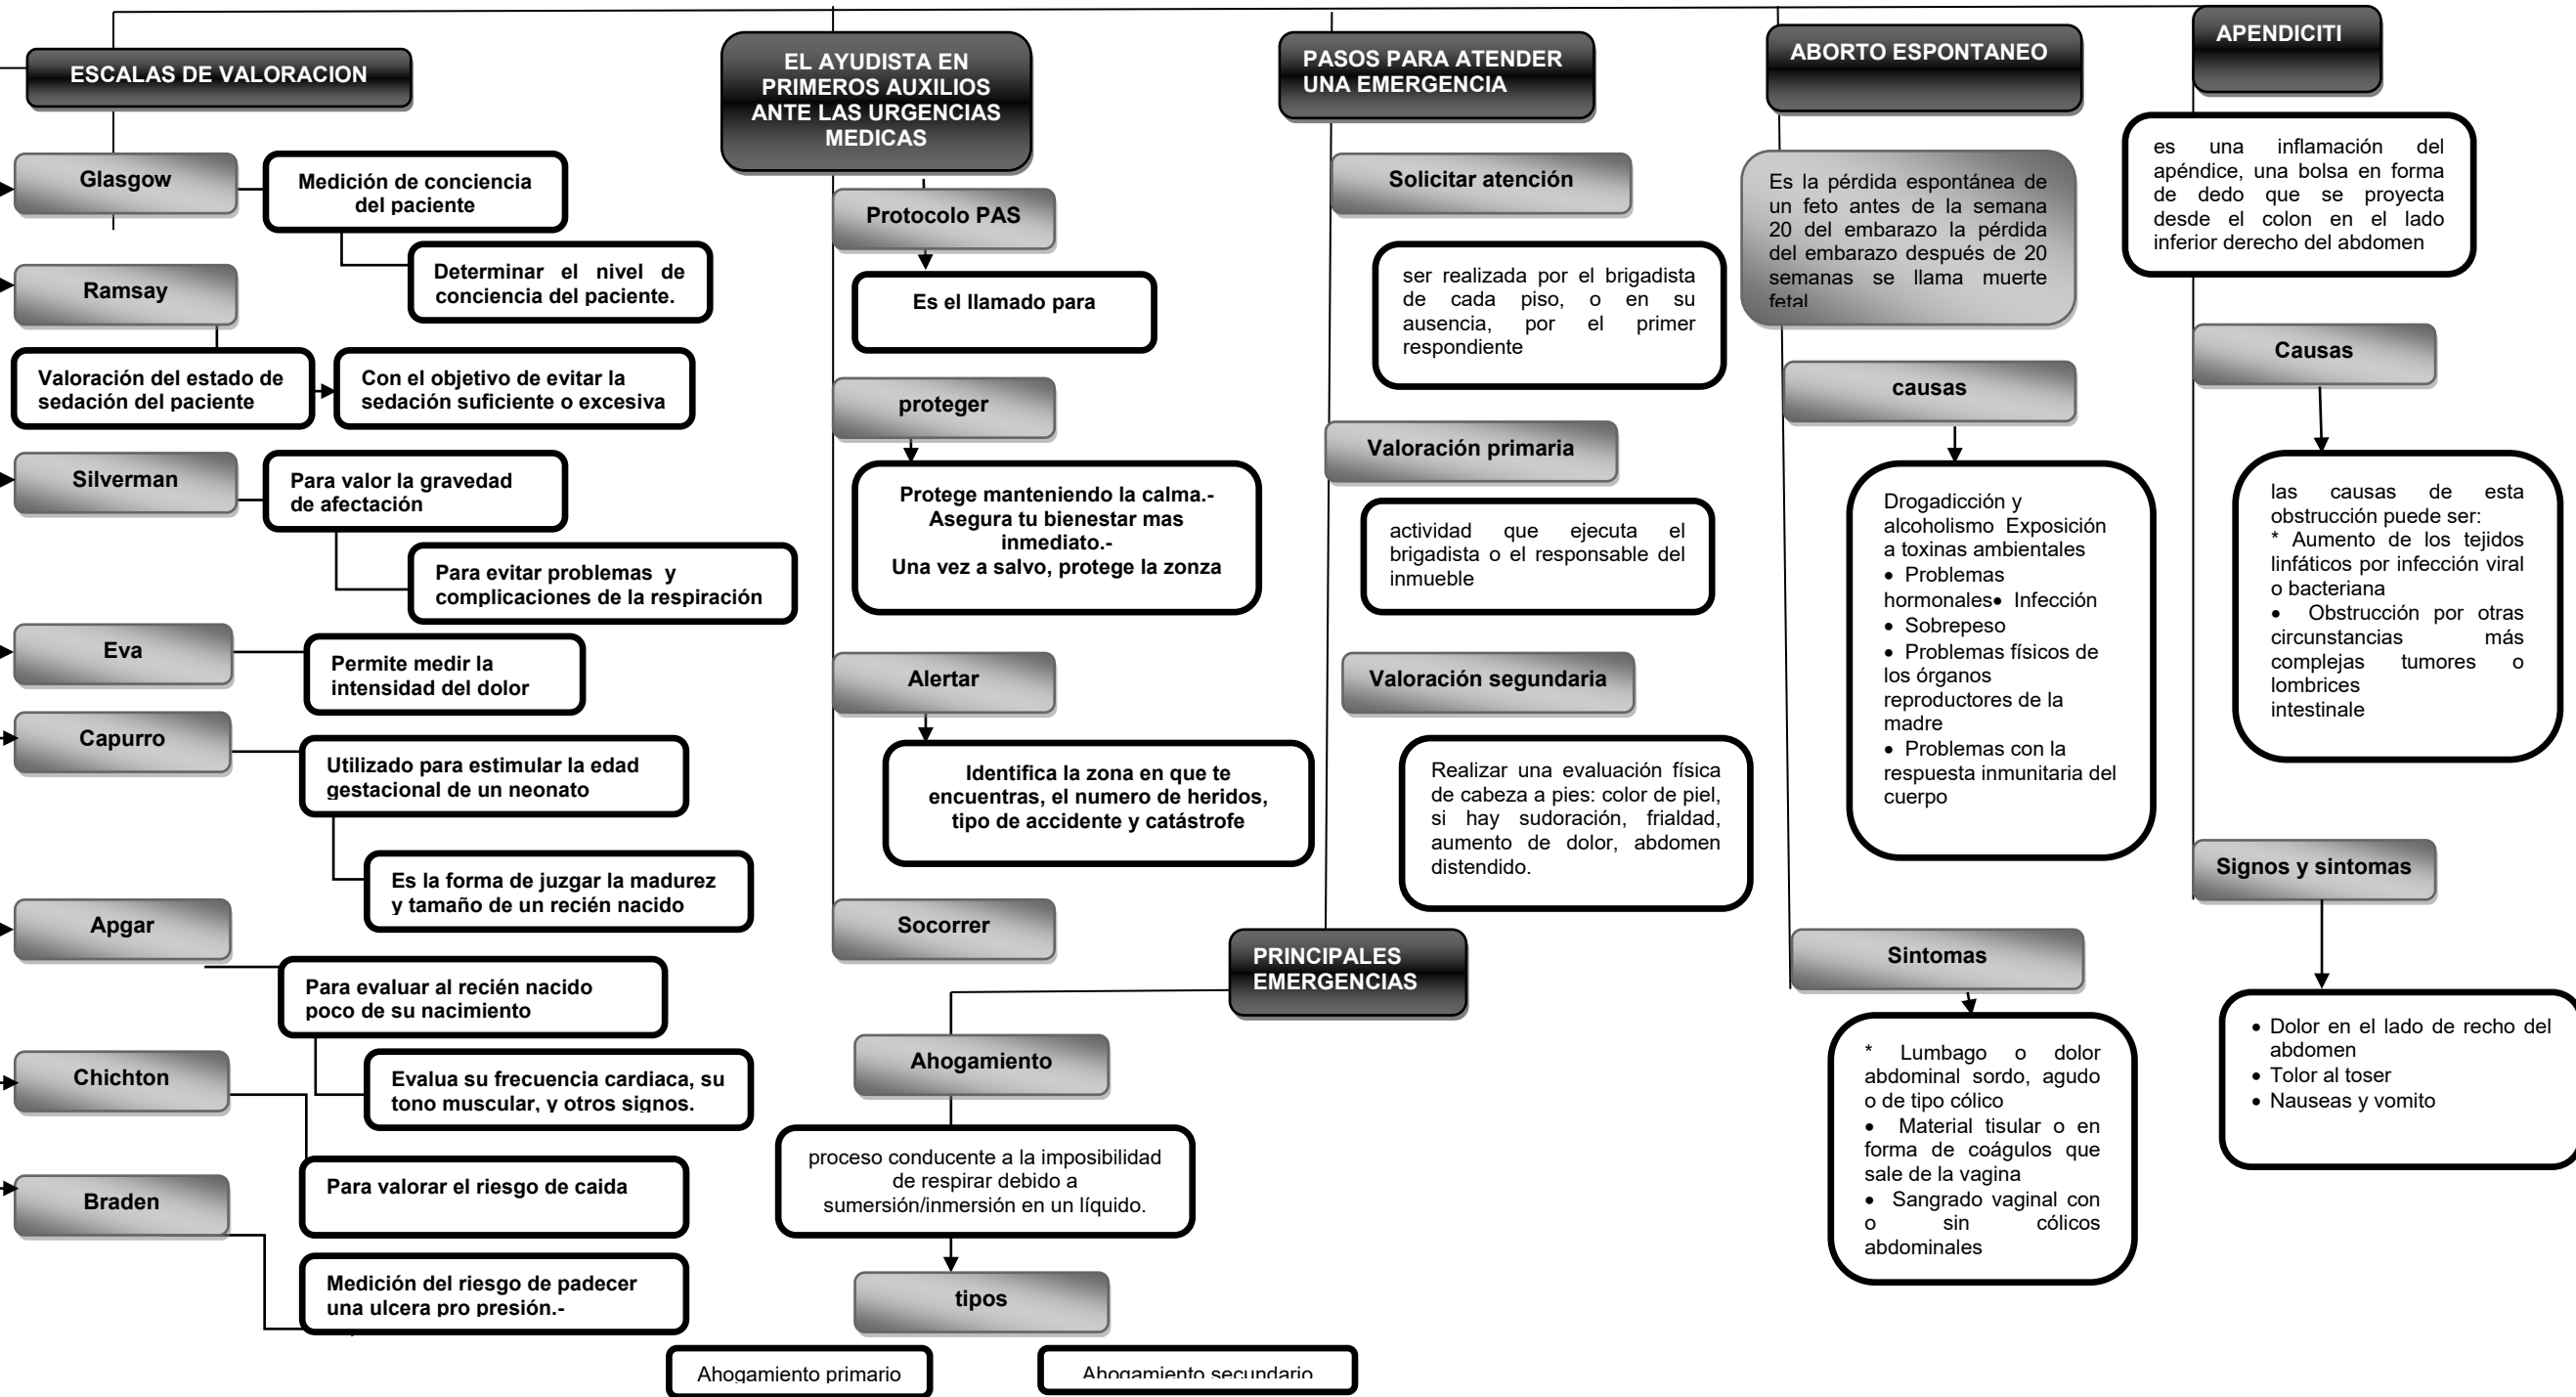 ESCALAS DE VALORACION
Glasgow
Medición de conciencia
del paciente
Determinar el nivel de
conciencia del paciente.
Ramsay
Valoración del estado de
sedación del paciente
Con el objetivo de evitar la
sedación suficiente o excesiva
Silverman
Para valor la gravedad
de afectación
Para evitar problemas y
complicaciones de la respiración
Eva
Permite medir la
intensidad del dolor
Capurro
Utilizado para estimular la edad
gestacional de un neonato
Es la forma de juzgar la madurez
y tamaño de un recién nacido
Apgar
Para evaluar al recién nacido
poco de su nacimiento
Evalua su frecuencia cardiaca, su
tono muscular, y otros signos.
Chichton
Para valorar el riesgo de caida
Braden
Medición del riesgo de padecer
una ulcera pro presión.-
EL AYUDISTA EN
PRIMEROS AUXILIOS
ANTE LAS URGENCIAS
MEDICAS
Protocolo PAS
Es el llamado para
proteger
Protege manteniendo la calma.-
Asegura tu bienestar mas
inmediato.-
Una vez a salvo, protege la zonza
Alertar
Identifica la zona en que te
encuentras, el numero de heridos,
tipo de accidente y catástrofe
Socorrer
PASOS PARA ATENDER
UNA EMERGENCIA
Solicitar atención
ser realizada por el brigadista
de cada piso, o en su
ausencia, por el primer
respondiente
Valoración primaria
actividad que ejecuta el
brigadista o el responsable del
inmueble
Valoración segundaria
Realizar una evaluación física
de cabeza a pies: color de piel,
si hay sudoración, frialdad,
aumento de dolor, abdomen
distendido.
PRINCIPALES
EMERGENCIAS
Ahogamiento
proceso conducente a la imposibilidad
de respirar debido a
sumersión/inmersión en un líquido.
tipos
Ahogamiento primario
Ahogamiento secundario
ABORTO ESPONTANEO
Es la pérdida espontánea de
un feto antes de la semana
20 del embarazo la pérdida
del embarazo después de 20
semanas se llama muerte
fetal
causas
Drogadicción y
alcoholismo Exposición
a toxinas ambientales
• Problemas
hormonales• Infección
• Sobrepeso
• Problemas físicos de
los órganos
reproductores de la
madre
• Problemas con la
respuesta inmunitaria del
cuerpo
Sintomas
* Lumbago o dolor
abdominal sordo, agudo
o de tipo cólico
• Material tisular o en
forma de coágulos que
sale de la vagina
• Sangrado vaginal con
o sin cólicos
abdominales
APENDICITI
es una inflamación del
apéndice, una bolsa en forma
de dedo que se proyecta
desde el colon en el lado
inferior derecho del abdomen
Causas
las causas de esta
obstrucción puede ser:
* Aumento de los tejidos
linfáticos por infección viral
o bacteriana
• Obstrucción por otras
circunstancias más
complejas tumores o
lombrices
intestinale
Signos y sintomas
• Dolor en el lado de recho del
abdomen
• Tolor al toser
• Nauseas y vomito